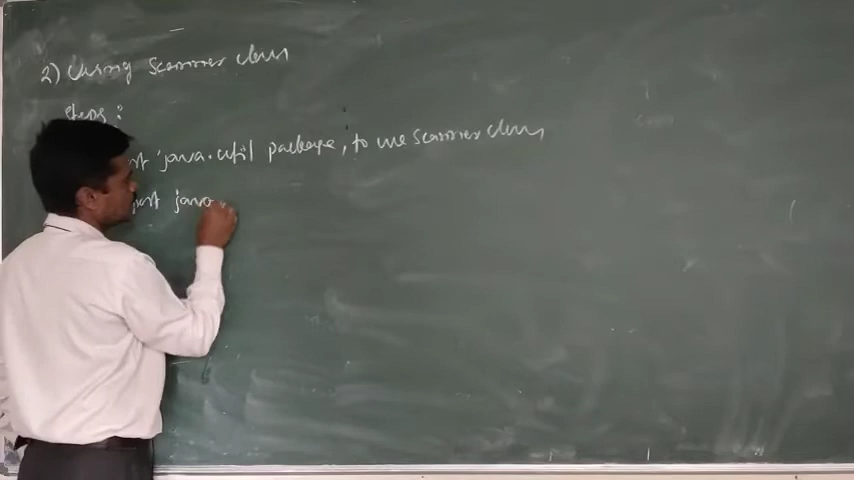 2) Using Scanner class
Steps :
java.util package, to use Scanner class,
java